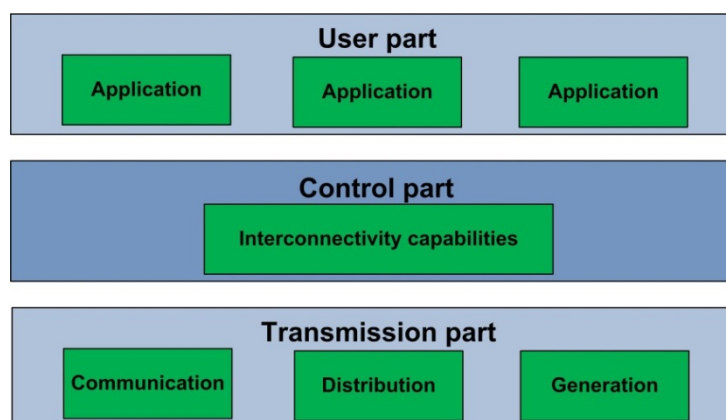 User part
Application
Application
Application
Control part
Interconnectivity capabilities
Transmission part
Communication
Distribution
Generation